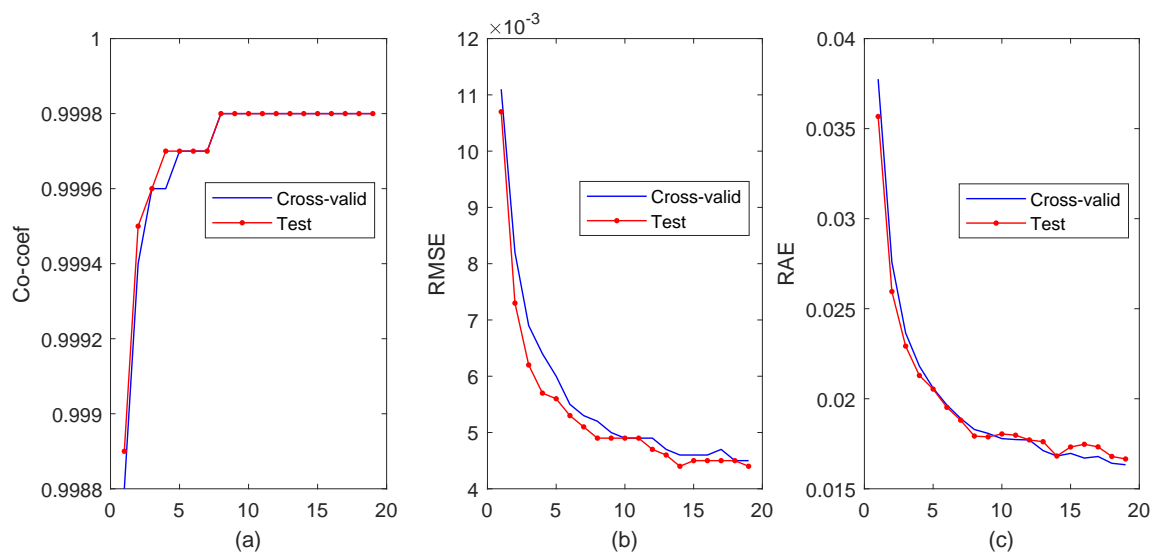 1
0.9998
0.9996
0.9994
0.9992
0.999
0.9988
Co-coef
0 5 10 15 20
(a)
Cross-valid
Test
×10⁻³
12
11
10
9
8
7
6
5
4
RMSE
0 5 10 15 20
(b)
Cross-valid
Test
0.04
0.035
0.03
0.025
0.02
0.015
RAE
0 5 10 15 20
(c)
Cross-valid
Test